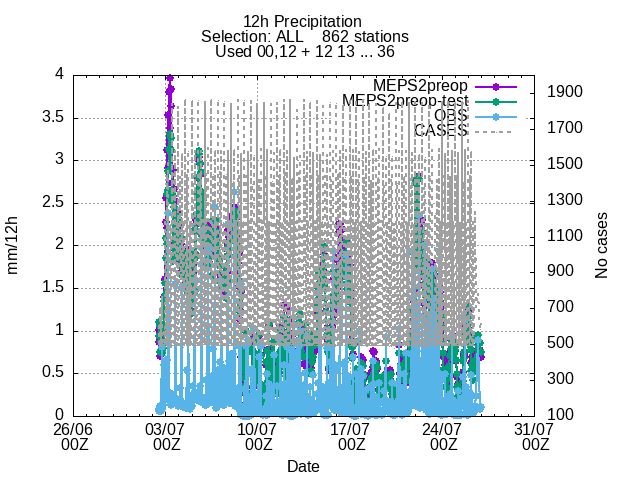 12h Precipitation
Selection: ALL 862 stations
Used 00,12 + 12 13 ... 36
MEPS2preop
MEPS2preop-test
OBS
CASES
mm/12h
4
3.5
3
2.5
2
1.5
1
0.5
0
No cases
1900
1700
1500
1300
1100
900
700
500
300
100
26/06 03/07 10/07 17/07 24/07 31/07
00Z 00Z 00Z 00Z 00Z 00Z
Date